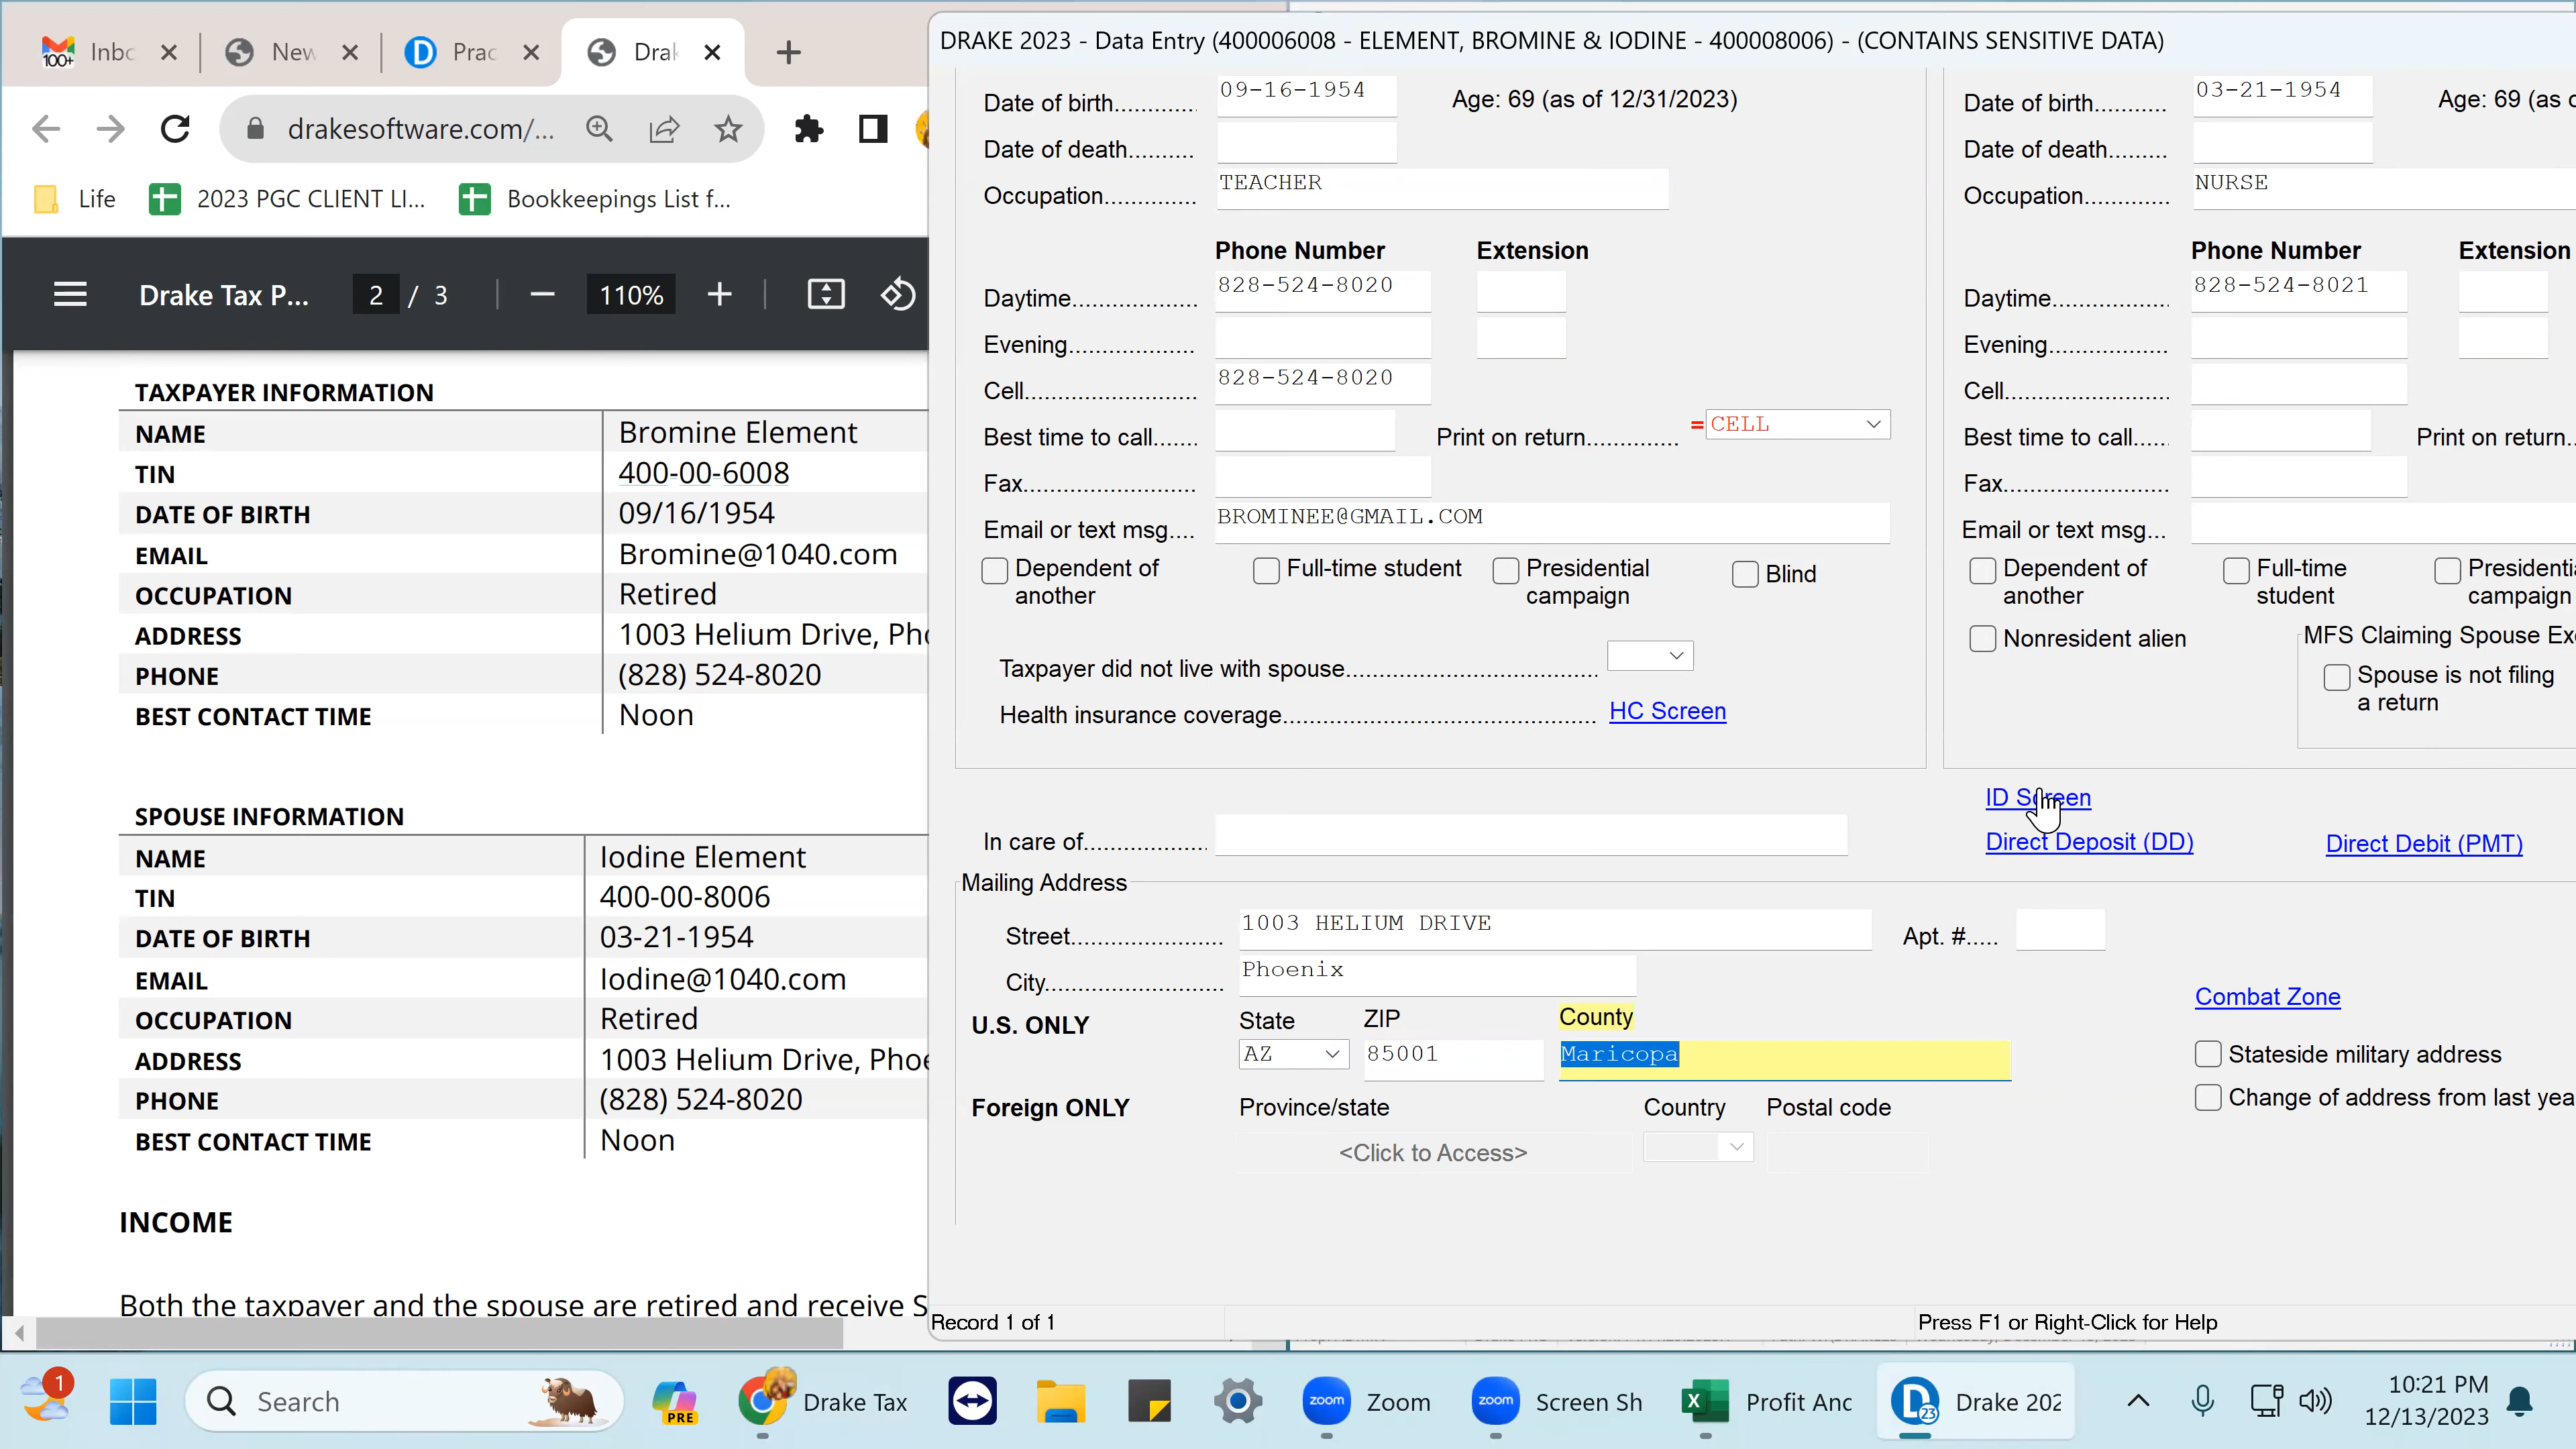 Inbc
New
Prac
Drak
DRAKE 2023 - Data Entry (400006008 - ELEMENT, BROMINE & IODINE - 400008006) - (CONTAINS SENSITIVE DATA)
drakesoftware.com/...
Life
2023 PGC CLIENT LI...
Bookkeepings List f...
Drake Tax P...
2 / 3
110%
TAXPAYER INFORMATION
NAME Bromine Element
TIN 400-00-6008
DATE OF BIRTH 09/16/1954
EMAIL Bromine@1040.com
OCCUPATION Retired
ADDRESS 1003 Helium Drive, Pho
PHONE (828) 524-8020
BEST CONTACT TIME Noon
SPOUSE INFORMATION
NAME Iodine Element
TIN 400-00-8006
DATE OF BIRTH 03-21-1954
EMAIL Iodine@1040.com
OCCUPATION Retired
ADDRESS 1003 Helium Drive, Phoe
PHONE (828) 524-8020
BEST CONTACT TIME Noon
INCOME
Both the taxpayer and the spouse are retired and receive S
Date of birth............ 09-16-1954 Age: 69 (as of 12/31/2023)
Date of death..........
Occupation.............. TEACHER
Phone Number Extension
Daytime................... 828-524-8020
Evening...................
Cell.......................... 828-524-8020
Best time to call...... Print on return.............. = CELL
Fax..........................
Email or text msg.... BROMINEE@GMAIL.COM
Dependent of another
Full-time student
Presidential campaign
Blind
Taxpayer did not live with spouse......................................
Health insurance coverage............................................... HC Screen
Date of birth........... 03-21-1954 Age: 69 (as o
Date of death.........
Occupation............. NURSE
Phone Number Extension
Daytime.................. 828-524-8021
Evening..................
Cell.........................
Best time to call..... Print on return.
Fax.........................
Email or text msg...
Dependent of another
Full-time student
Presidenti
campaign
Nonresident alien
MFS Claiming Spouse Ex
Spouse is not filing a return
ID Screen
Direct Deposit (DD)
Direct Debit (PMT)
In care of...................
Mailing Address
Street....................... 1003 HELIUM DRIVE Apt. #.....
City........................... Phoenix
U.S. ONLY State ZIP County
AZ 85001 Maricopa
Foreign ONLY Province/state Country Postal code
<Click to Access>
Combat Zone
Stateside military address
Change of address from last yea
Record 1 of 1
Press F1 or Right-Click for Help
1
Search
PRE
Drake Tax
zoom
Zoom
zoom
Screen Sh
Profit Anc
23
Drake 202
10:21 PM
12/13/2023